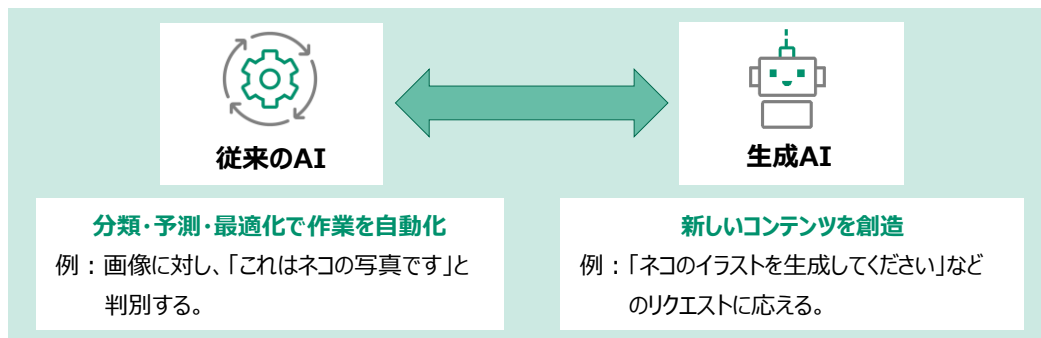 従来のAI
生成AI
分類・予測・最適化で作業を自動化
例：画像に対し、「これはネコの写真です」と
判別する。
新しいコンテンツを創造
例：「ネコのイラストを生成してください」など
のリクエストに応える。